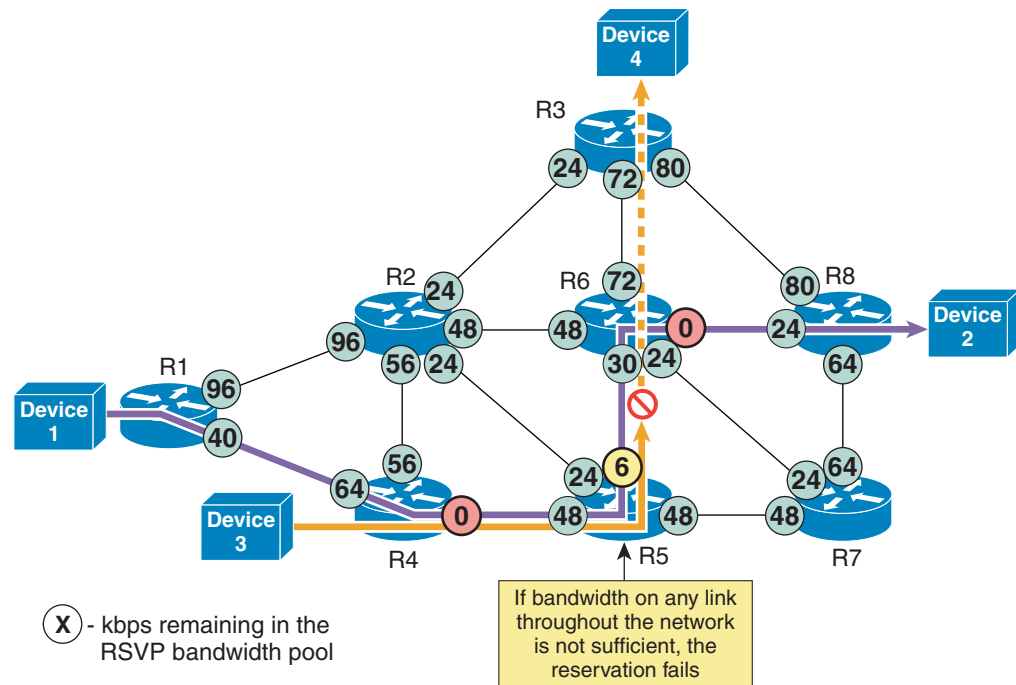 Device
4
R3
24
72
80
R2
24
R6
72
80
R8
96
48
48
0
24
Device
2
56
24
30
24
64
R1
96
Device
1
40
56
64
24
6
24
64
0
48
48
48
Device
3
R4
R5
R7
If bandwidth on any link
throughout the network
is not sufficient, the
reservation fails
X - kbps remaining in the
RSVP bandwidth pool